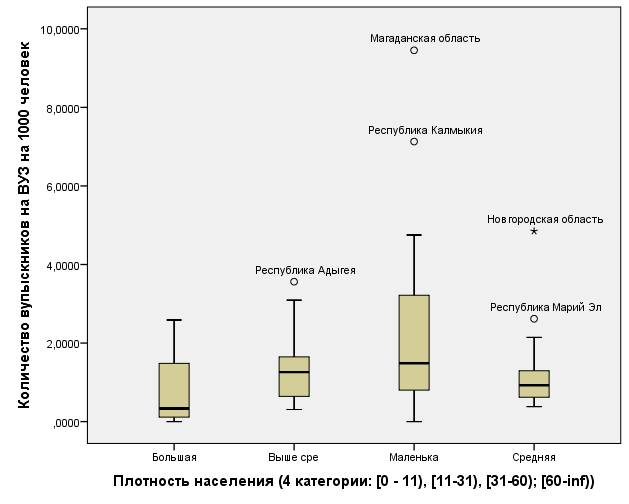 Количество вупыскников на ВУЗ на 1000 человек
10,0000
8,0000
6,0000
4,0000
2,0000
,0000
Магаданская область
Республика Калмыкия
Новгородская область
Республика Адыгея
Республика Марий Эл
Большая
Выше сре
Маленька
Средняя
Плотность населения (4 категории: [0 - 11), [11-31), [31-60); [60-inf))